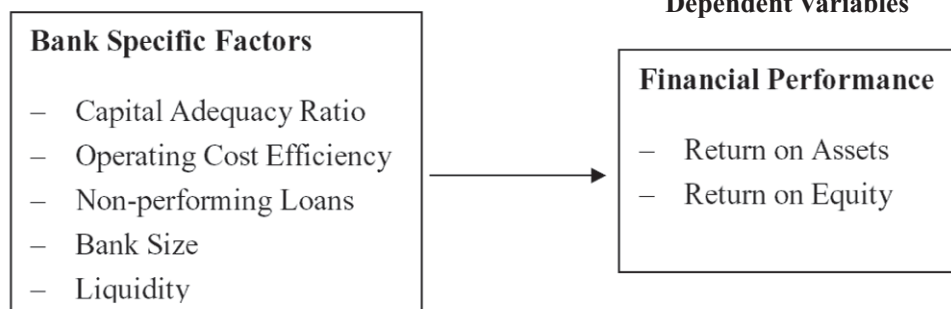 Dependent Variables
Bank Specific Factors
– Capital Adequacy Ratio
– Operating Cost Efficiency
– Non-performing Loans
– Bank Size
– Liquidity
Financial Performance
– Return on Assets
– Return on Equity